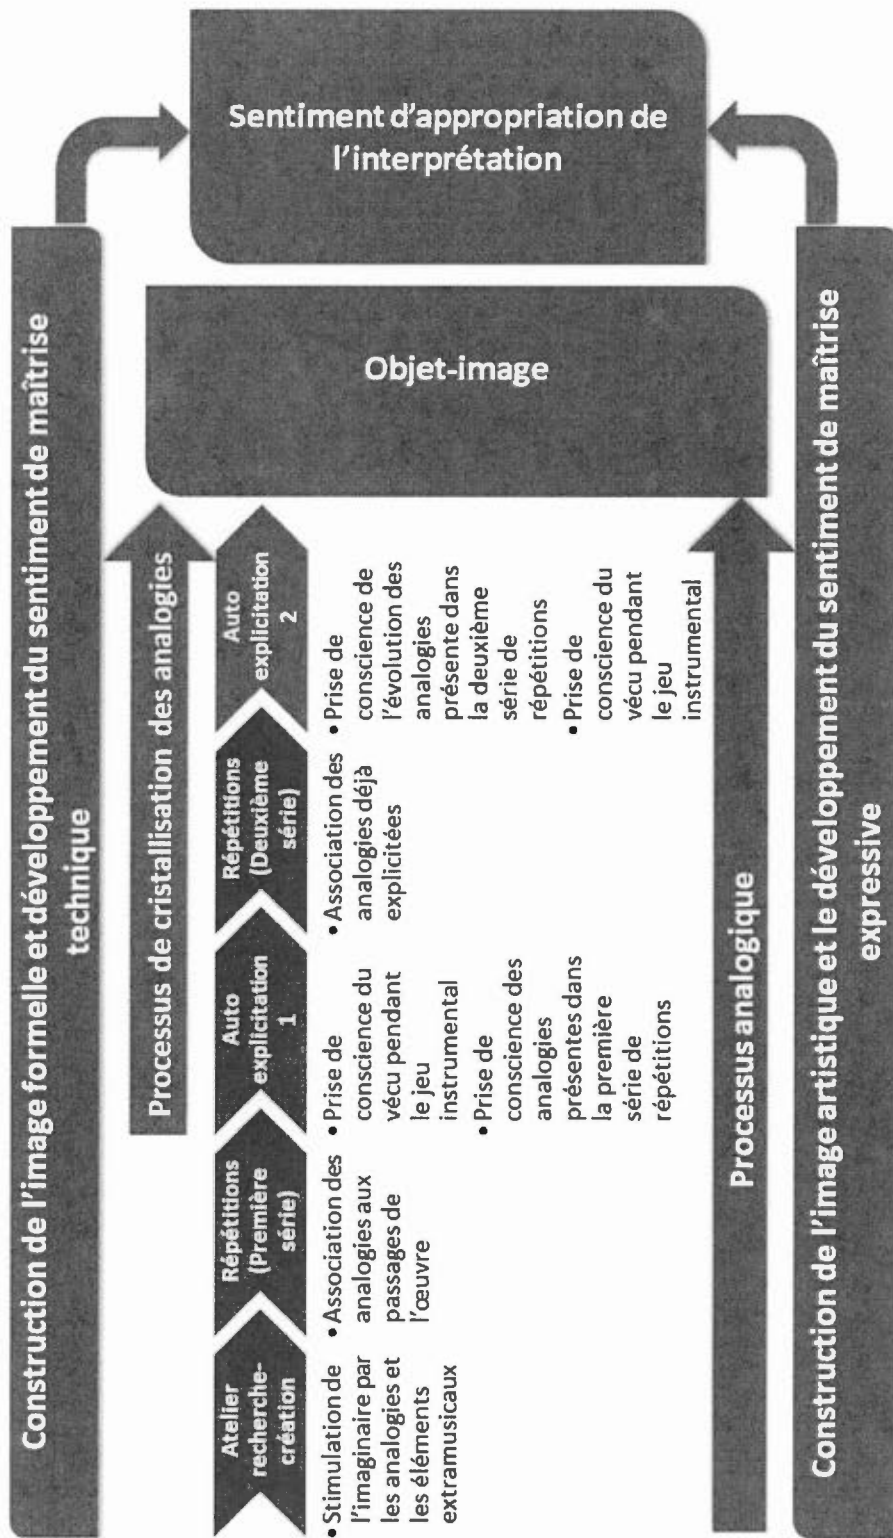 Construction de l'image formelle et développement du sentiment de maîtrise
technique
Processus de cristallisation des analogies
Atelier
recherche-
création
• Stimulation de
l'imaginaire par
les analogies et
les éléments
extramusicaux
Répétitions
(Première
série)
• Association des
analogies aux
passages de
l'œuvre
Auto
explicitation
1
• Prise de
conscience du
vécu pendant
le jeu
instrumental
• Prise de
conscience des
analogies
présentes dans
la première
série de
répétitions
Répétitions
(Deuxième
série)
• Association des
analogies déjà
explicitées
Auto
explicitation
2
• Prise de
conscience de
l'évolution des
analogies
présente dans
la deuxième
série de
répétitions
• Prise de
conscience du
vécu pendant
le jeu
instrumental
Processus analogique
Construction de l'image artistique et le développement du sentiment de maîtrise
expressive
Objet-image
Sentiment d'appropriation de
l'interprétation